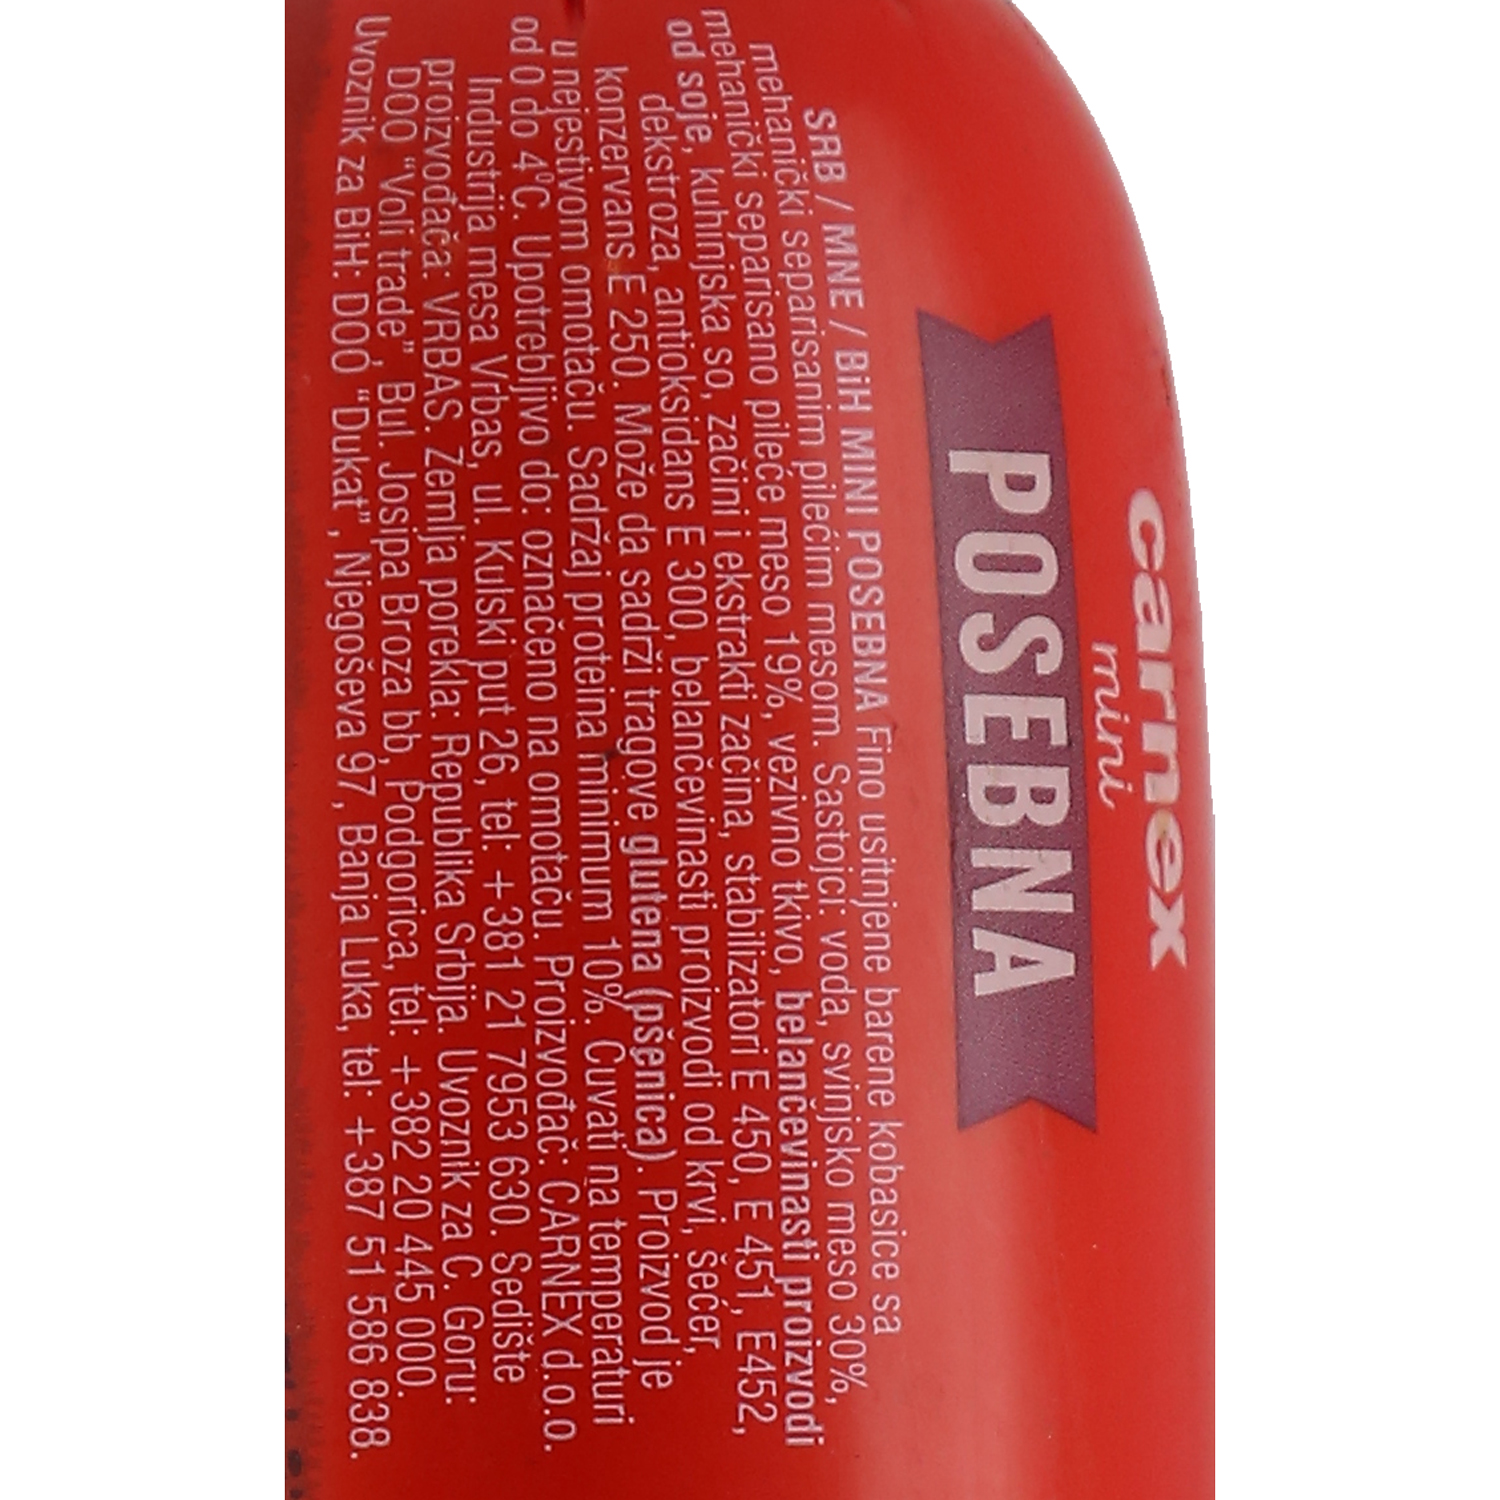 carnex
mini
POSEBNA
SRB / MNE / BiH MINI POSEBNA Fino usitnjene barene kobasice sa
mehanički separisanim pilećim mesom. Sastojci: voda, svinjsko meso 30%,
mehanički separisano pileće meso 19%, vezivno tkivo, belančevinasti proizvodi
od soje, kuhinjska so, začini i ekstrakti začina, stabilizatori E 450, E 451, E452,
dekstroza, antioksidans E 300, belančevinasti proizvodi od krvi, šećer,
konzervans E 250. Može da sadrži tragove glutena (pšenica). Proizvod je
u nejestivom omotaču. Sadržaj proteina minimum 10%. Čuvati na temperaturi
od 0 do 4°C. Upotrebljivo do: označeno na omotaču. Proizvođač: CARNEX d.o.o.
Industrija mesa Vrbas, ul. Kulski put 26, tel: +381 21 7953 630. Sedište
proizvođača: VRBAS. Zemlja porekla: Republika Srbija. Uvoznik za C. Goru:
DOO "Voli trade", Bul. Josipa Broza bb, Podgorica, tel: +382 20 445 000.
Uvoznik za BiH: DOO "Dukat", Njegoševa 97, Banja Luka, tel: +387 51 586 838.